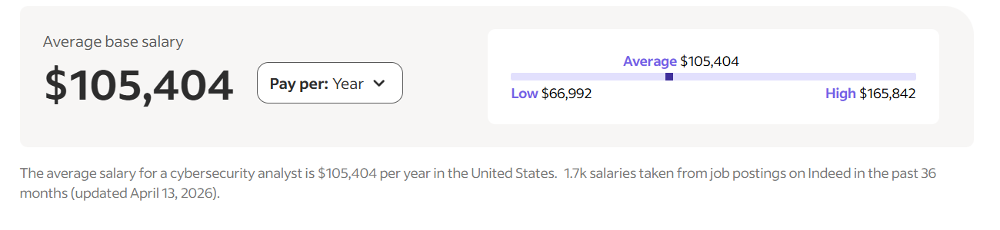 Average base salary
$105,404
Pay per: Year
Average $105,404
Low $66,992
High $165,842
The average salary for a cybersecurity analyst is $105,404 per year in the United States.  1.7k salaries taken from job postings on Indeed in the past 36
months (updated April 13, 2026).